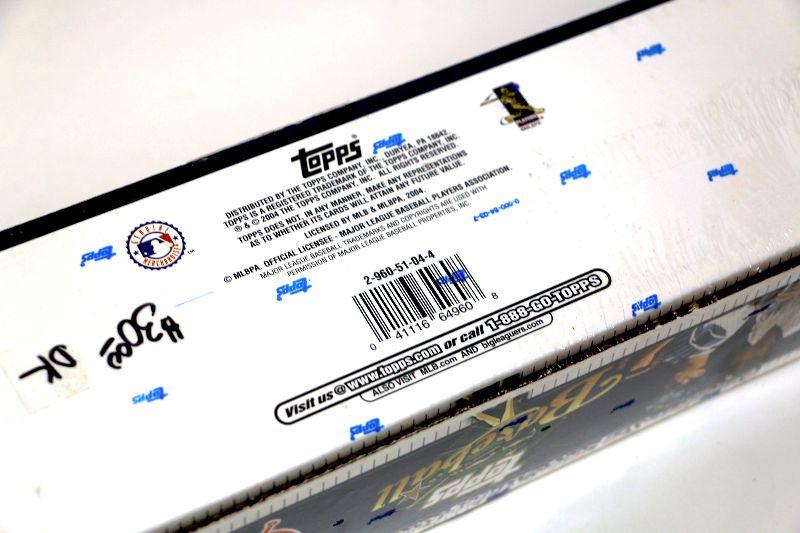 topps
DISTRIBUTED BY THE TOPPS COMPANY, INC., DURYEA, PA 18642.
TOPPS IS A REGISTERED TRADEMARK OF THE TOPPS COMPANY, INC.
® & © 2004 THE TOPPS COMPANY, INC. ALL RIGHTS RESERVED.
TOPPS DOES NOT, IN ANY MANNER, MAKE ANY REPRESENTATIONS
AS TO WHETHER ITS CARDS WILL ATTAIN ANY FUTURE VALUE.
LICENSED BY MLB & MLBPA, 2004.
© MLBPA. OFFICIAL LICENSEE - MAJOR LEAGUE BASEBALL PLAYERS ASSOCIATION
MAJOR LEAGUE BASEBALL TRADEMARKS AND COPYRIGHTS ARE USED WITH
PERMISSION OF MAJOR LEAGUE BASEBALL PROPERTIES, INC.
GENUINE
MERCHANDISE
2-960-51-04-4
0 41116 64960 8
Visit us @ www.topps.com or call 1-888-GO-TOPPS
ALSO VISIT MLB.com AND bigleaguers.com
OK
Topps
Baseball